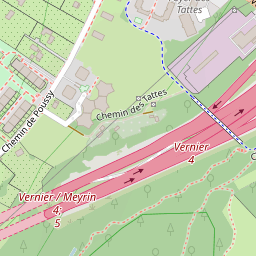 Tattes
Chemin des Tattes
Chemin de Poussy
Vernier
4
Vernier / Meyrin
4;
5